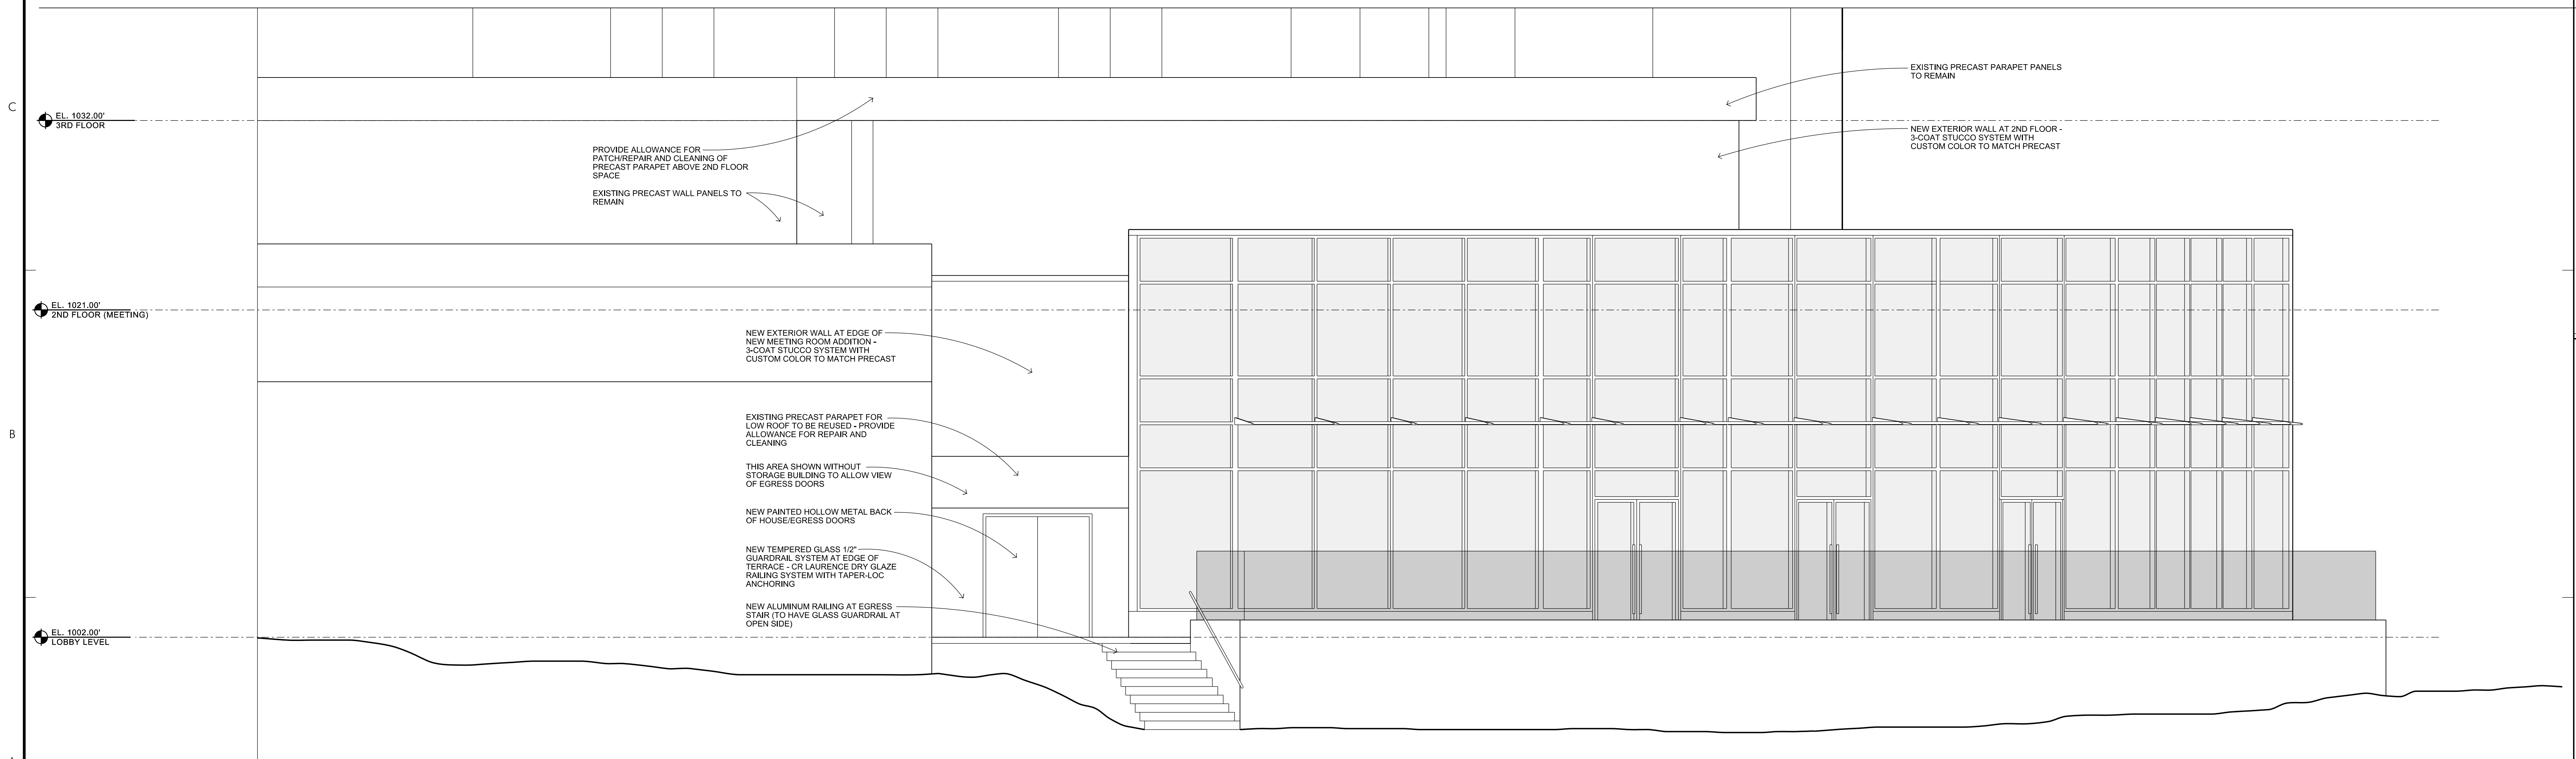 C
EL. 1032.00'
3RD FLOOR
EXISTING PRECAST PARAPET PANELS
TO REMAIN
NEW EXTERIOR WALL AT 2ND FLOOR -
3-COAT STUCCO SYSTEM WITH
CUSTOM COLOR TO MATCH PRECAST
PROVIDE ALLOWANCE FOR
PATCH/REPAIR AND CLEANING OF
PRECAST PARAPET ABOVE 2ND FLOOR
SPACE
EXISTING PRECAST WALL PANELS TO
REMAIN
EL. 1021.00'
2ND FLOOR (MEETING)
NEW EXTERIOR WALL AT EDGE OF
NEW MEETING ROOM ADDITION -
3-COAT STUCCO SYSTEM WITH
CUSTOM COLOR TO MATCH PRECAST
B
EXISTING PRECAST PARAPET FOR
LOW ROOF TO BE REUSED - PROVIDE
ALLOWANCE FOR REPAIR AND
CLEANING
THIS AREA SHOWN WITHOUT
STORAGE BUILDING TO ALLOW VIEW
OF EGRESS DOORS
NEW PAINTED HOLLOW METAL BACK
OF HOUSE/EGRESS DOORS
NEW TEMPERED GLASS 1/2"
GUARDRAIL SYSTEM AT EDGE OF
TERRACE - CR LAURENCE DRY GLAZE
RAILING SYSTEM WITH TAPER-LOC
ANCHORING
NEW ALUMINUM RAILING AT EGRESS
STAIR (TO HAVE GLASS GUARDRAIL AT
OPEN SIDE)
EL. 1002.00'
LOBBY LEVEL